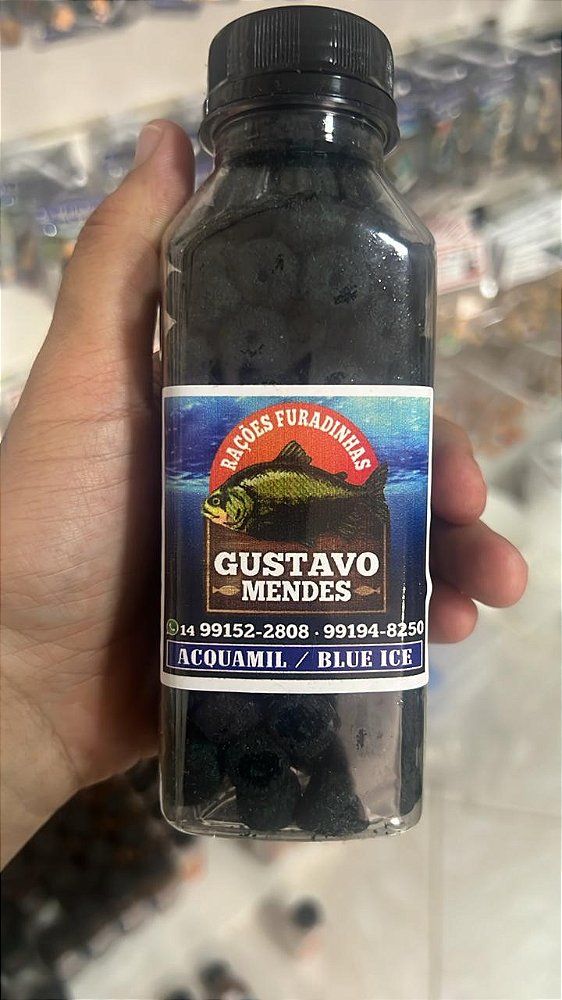 RAÇÕES FURADINHAS
GUSTAVO
MENDES
14 99152-2808 · 99194-8250
ACQUAMIL / BLUE ICE